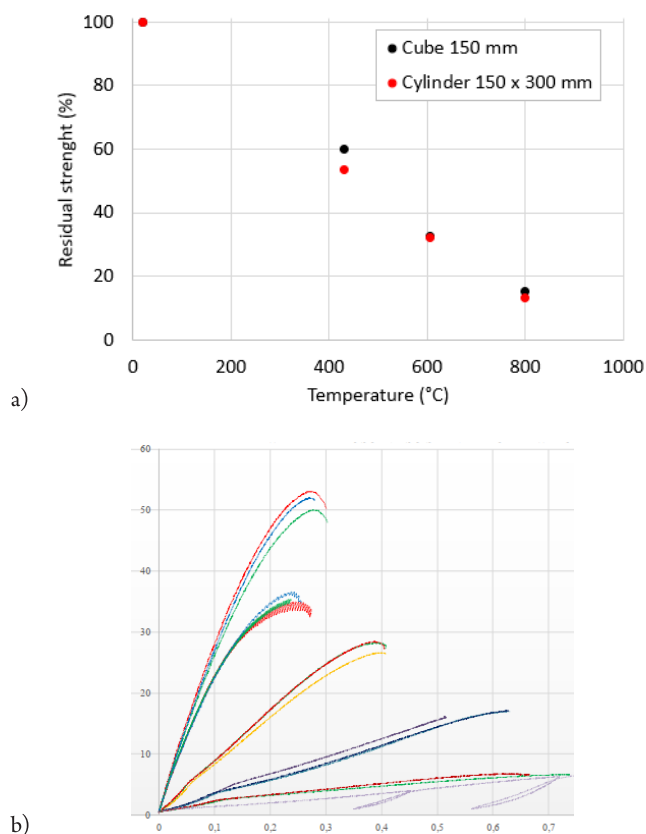 100
80
60
40
20
0
Residual strenght (%)
Cube 150 mm
Cylinder 150 x 300 mm
0 200 400 600 800 1000
Temperature (°C)
a)
60
50
40
30
20
10
0
0 0,1 0,2 0,3 0,4 0,5 0,6 0,7
b)